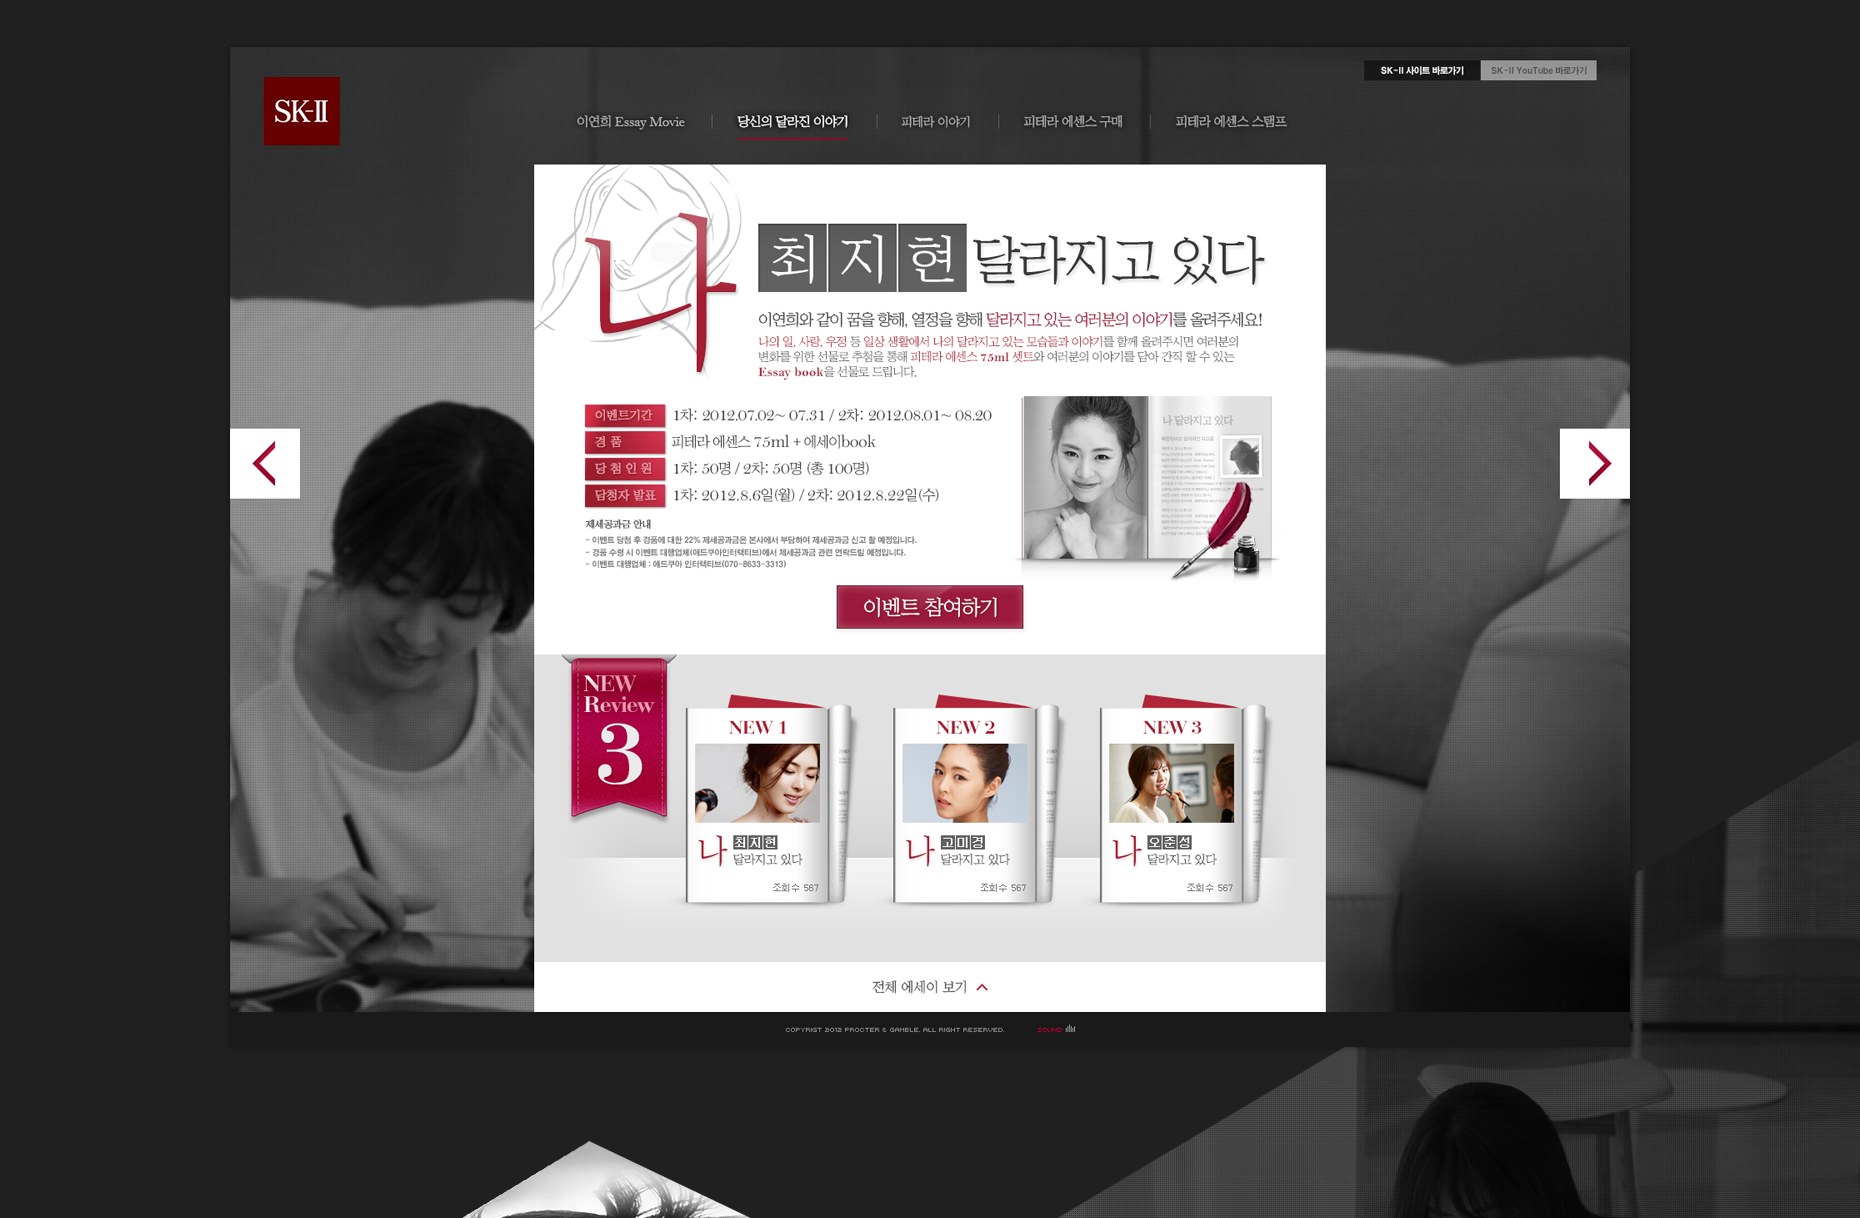 SK-II 사이트 바로가기
SK-II YouTube 바로가기
SK-II
이연희 Essay Movie
당신의 달라진 이야기
피테라 이야기
피테라 에센스 구매
피테라 에센스 스탬프
나 최지현 달라지고 있다
이연희와 같이 꿈을 향해, 열정을 향해 달라지고 있는 여러분의 이야기를 올려주세요!
나의 일, 사랑, 우정 등 일상 생활에서 나의 달라지고 있는 모습들과 이야기를 함께 올려주시면 여러분의
변화를 위한 선물로 추첨을 통해 피테라 에센스 75ml 셋트와 여러분의 이야기를 담아 간직 할 수 있는
Essay book을 선물로 드립니다.
이벤트기간 1차: 2012.07.02~ 07.31 / 2차: 2012.08.01~ 08.20
경 품 피테라 에센스 75ml + 에세이book
당 첨 인 원 1차: 50명 / 2차: 50명 (총 100명)
담청자 발표 1차: 2012.8.6일(월) / 2차: 2012.8.22일(수)
나 달라지고 있다
제세공과금 안내
- 이벤트 당첨 후 경품에 대한 22% 제세공과금은 본사에서 부담하여 제세공과금 신고 할 예정입니다.
- 경품 수령 시 이벤트 대행업체(애드쿠아인터택티브)에서 제세공과금 관련 연락드릴 예정입니다.
- 이벤트 대행업체 : 애드쿠아 인터택티브(070-8633-3313)
이벤트 참여하기
NEW
Review
3
NEW 1
나 최지현
달라지고 있다
조회수 567
NEW 2
나 고미경
달라지고 있다
조회수 567
NEW 3
나 오준성
달라지고 있다
조회수 567
전체 에세이 보기
COPYRIGT 2012 PROCTER & GAMBLE. ALL RIGHT RESERVED.
SOUND